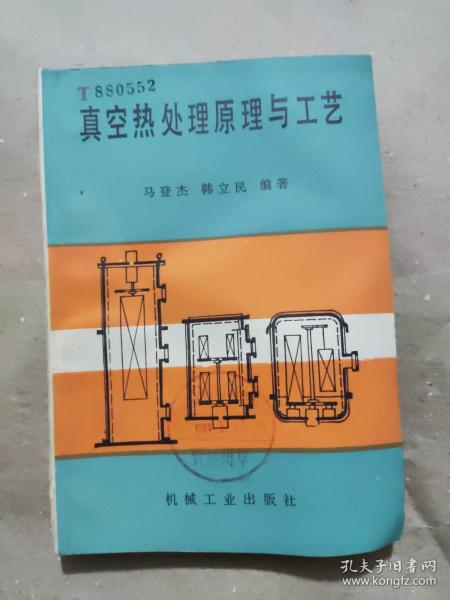 T880552
真空热处理原理与工艺
马登杰 韩立民 编著
机械工业出版社
孔夫子旧书网
www.kongfz.com